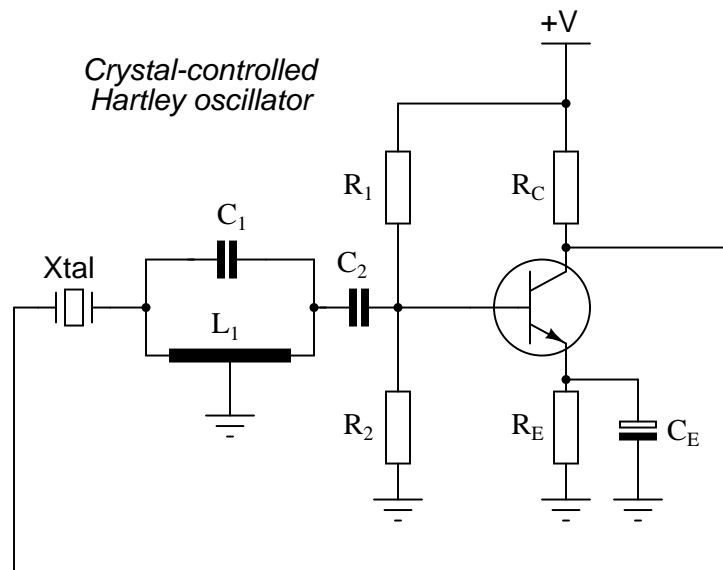 +V
Crystal-controlled
Hartley oscillator
R1
RC
C1
C2
Xtal
L1
R2
RE
CE